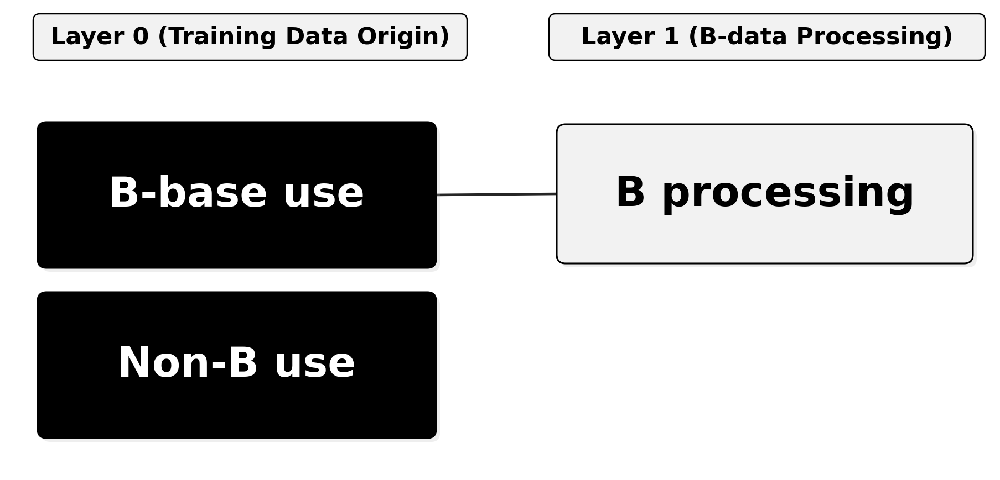 Layer 0 (Training Data Origin)
Layer 1 (B-data Processing)
B-base use
B processing
Non-B use